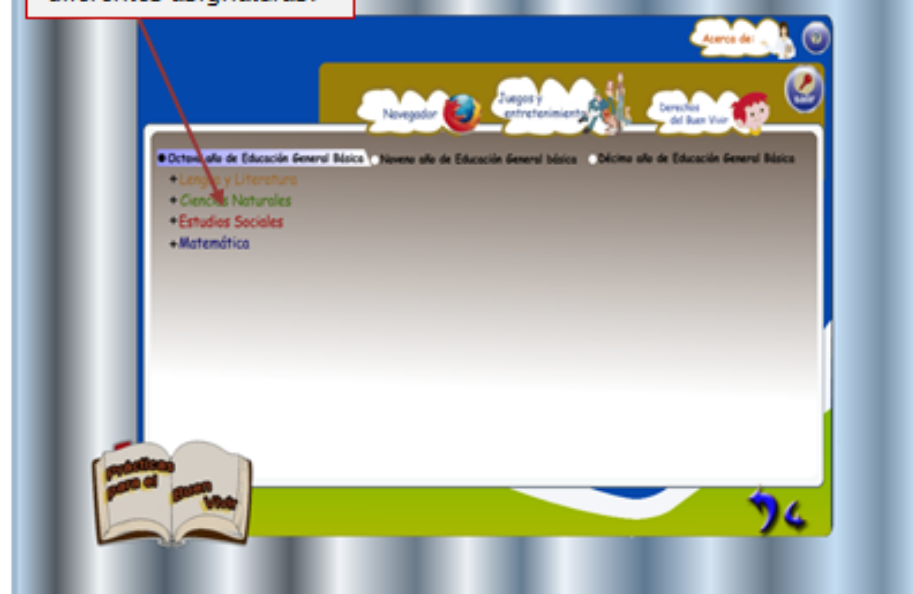 diferentes asignaturas.
Acerca de:
Navegador
Juegos y
entretenimiento
Derechos
del Buen Vivir
salir
Octavo año de Educación General Básica
Noveno año de Educación General básica
Décimo año de Educación General Básica
+Lengua y Literatura
+Ciencias Naturales
+Estudios Sociales
+Matemática
Prácticas
para el
Buen
Vivir